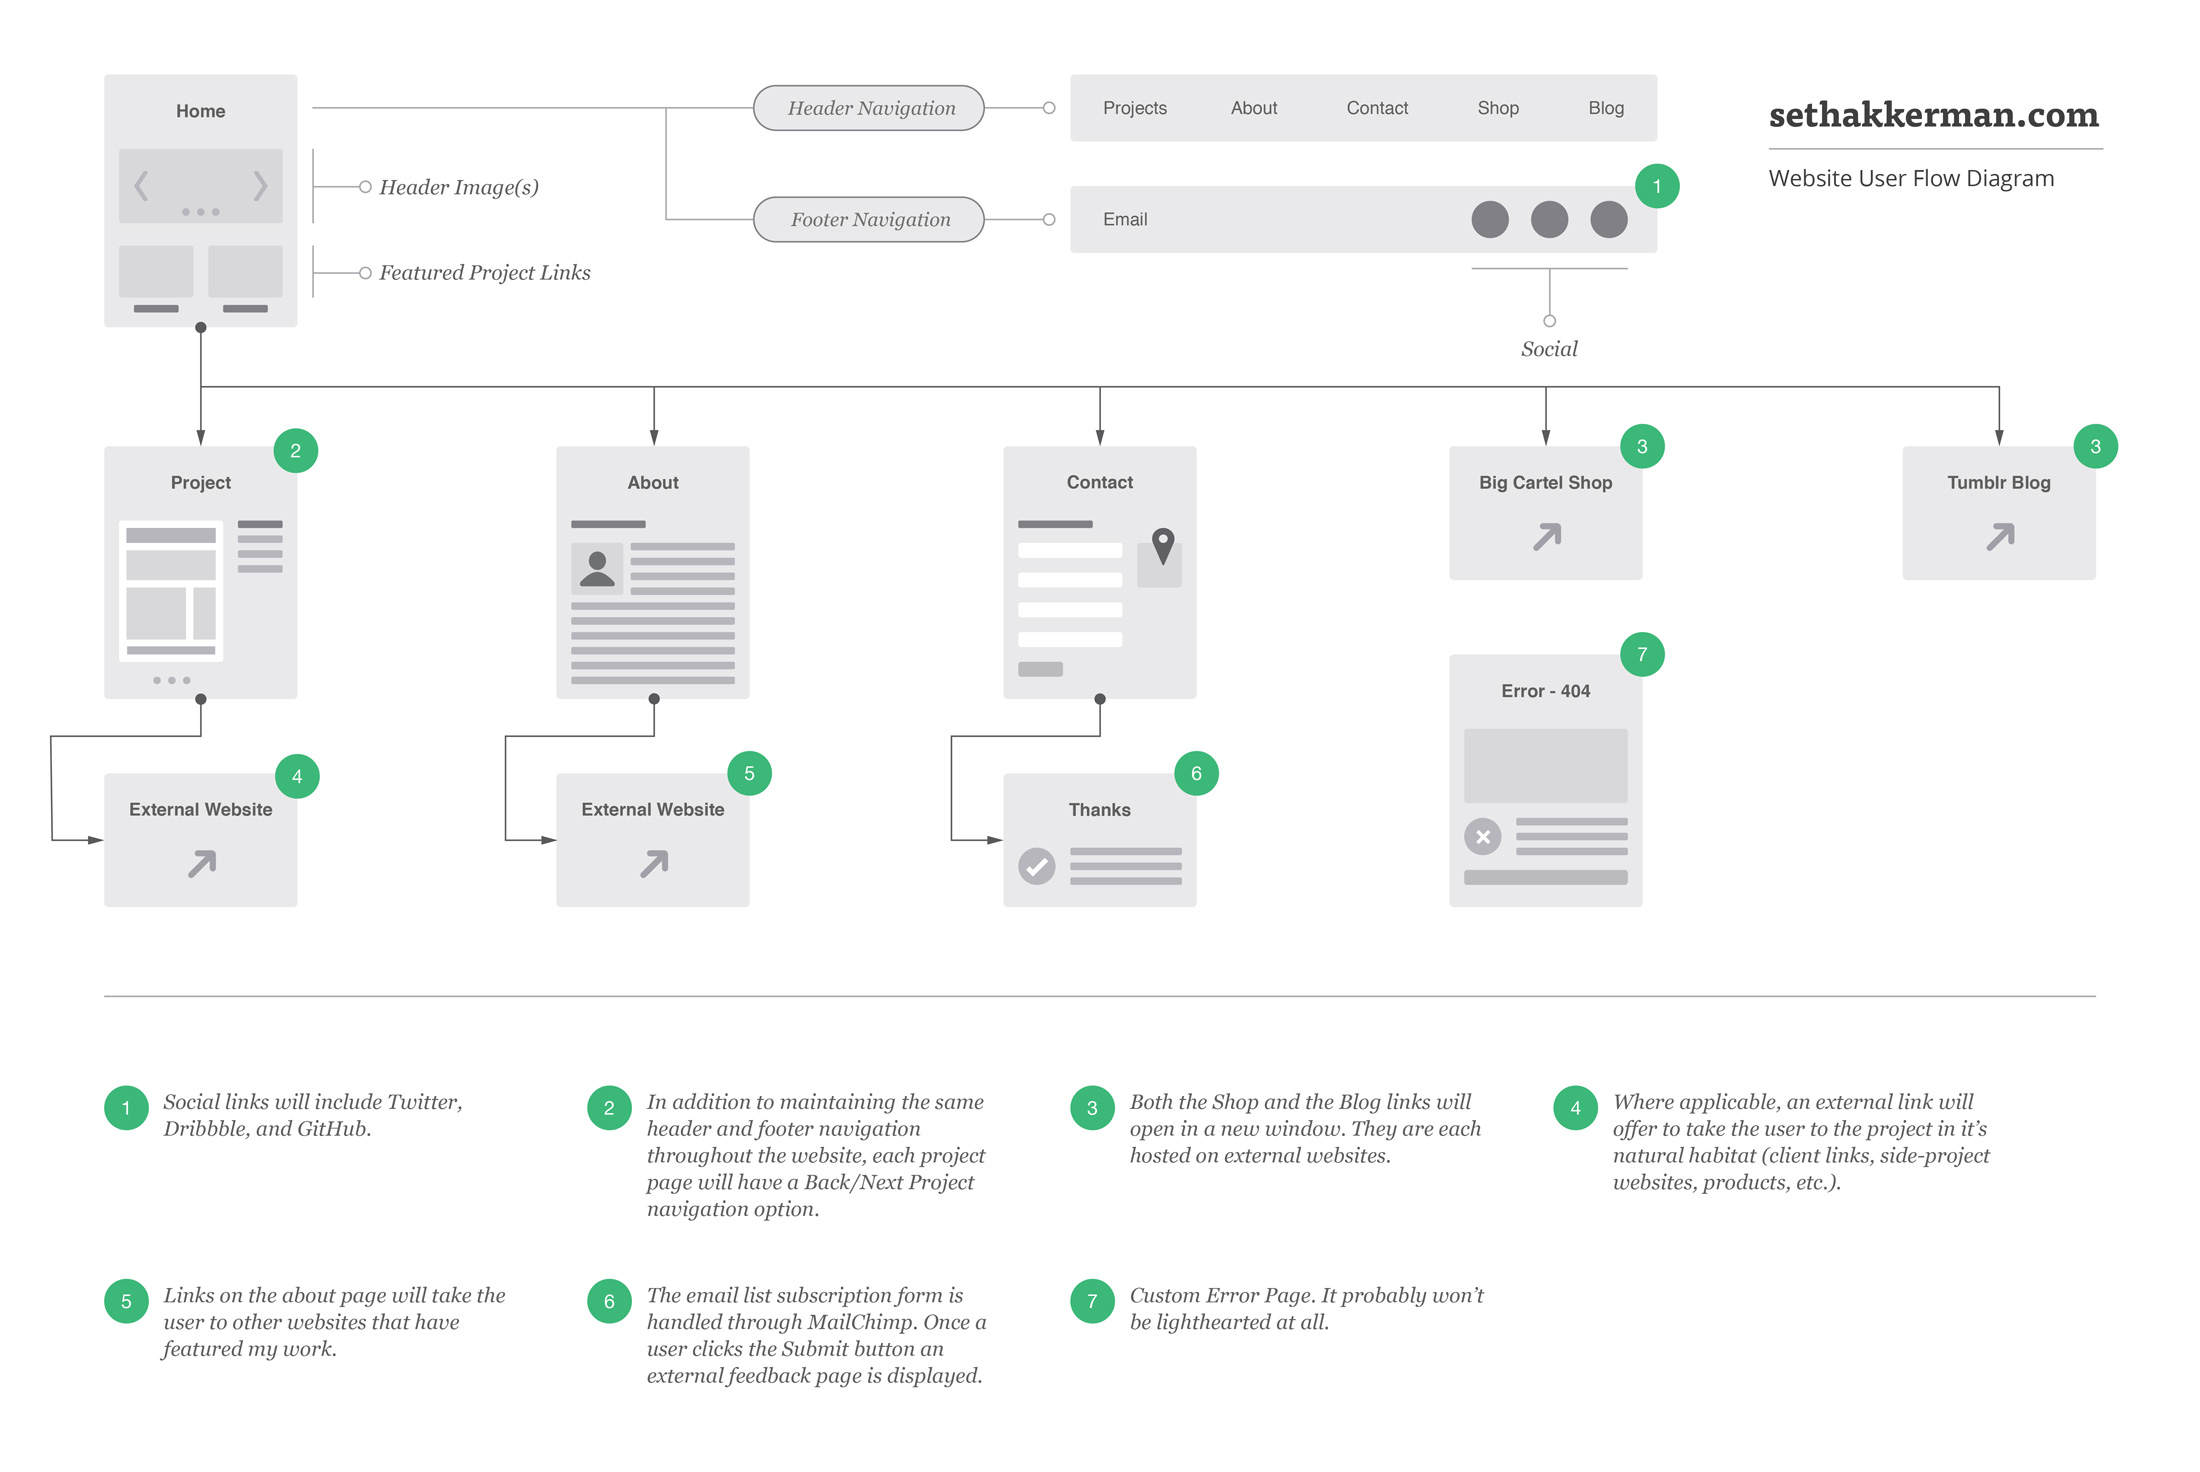 Home
Header Navigation
Projects About Contact Shop Blog
sethakkerman.com
Website User Flow Diagram
Header Image(s)
Footer Navigation
Email
1
Featured Project Links
Social
2
Project
About
Contact
3
Big Cartel Shop
3
Tumblr Blog
7
Error - 404
4
External Website
5
External Website
6
Thanks
1
Social links will include Twitter,
Dribbble, and GitHub.
2
In addition to maintaining the same
header and footer navigation
throughout the website, each project
page will have a Back/Next Project
navigation option.
3
Both the Shop and the Blog links will
open in a new window. They are each
hosted on external websites.
4
Where applicable, an external link will
offer to take the user to the project in it's
natural habitat (client links, side-project
websites, products, etc.).
5
Links on the about page will take the
user to other websites that have
featured my work.
6
The email list subscription form is
handled through MailChimp. Once a
user clicks the Submit button an
external feedback page is displayed.
7
Custom Error Page. It probably won't
be lighthearted at all.